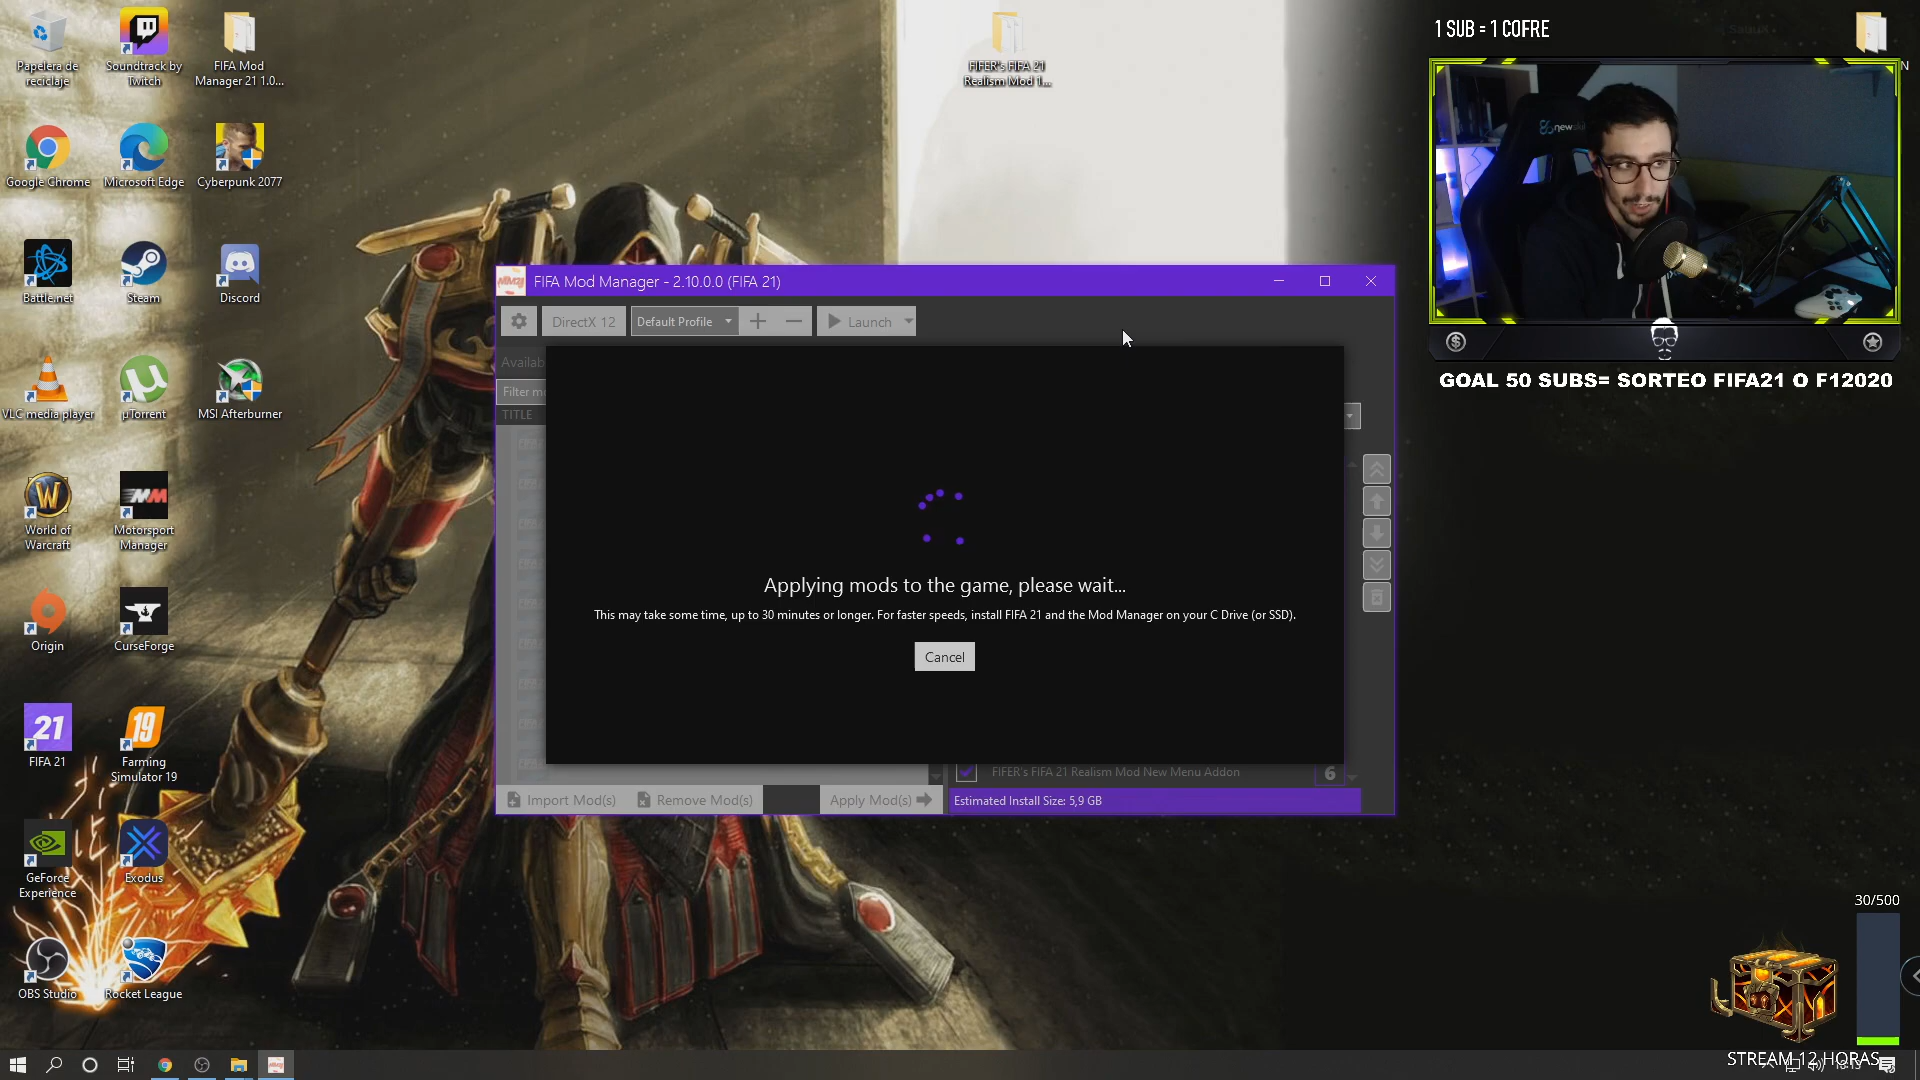 Papelera de
reciclaje
Soundtrack by
Twitch
FIFA Mod
Manager 21 1.0...
FIFER's FIFA 21
Realism Mod 1...
1 SUB = 1 COFRE
N
newskil
Google Chrome
Microsoft Edge
Cyberpunk 2077
Battle.net
Steam
Discord
FIFA Mod Manager - 2.10.0.0 (FIFA 21)
DirectX 12
Default Profile
Launch
Availab
Filter m
TITLE
GOAL 50 SUBS= SORTEO FIFA21 O F12020
VLC media player
µTorrent
MSI Afterburner
World of
Warcraft
Motorsport
Manager
Applying mods to the game, please wait...
This may take some time, up to 30 minutes or longer. For faster speeds, install FIFA 21 and the Mod Manager on your C Drive (or SSD).
Cancel
Origin
CurseForge
21
FIFA 21
19
Farming
Simulator 19
FIFER's FIFA 21 Realism Mod New Menu Addon
6
Import Mod(s)
Remove Mod(s)
Apply Mod(s)
Estimated Install Size: 5,9 GB
GeForce
Experience
Exodus
OBS Studio
Rocket League
30/500
STREAM 12 HORAS